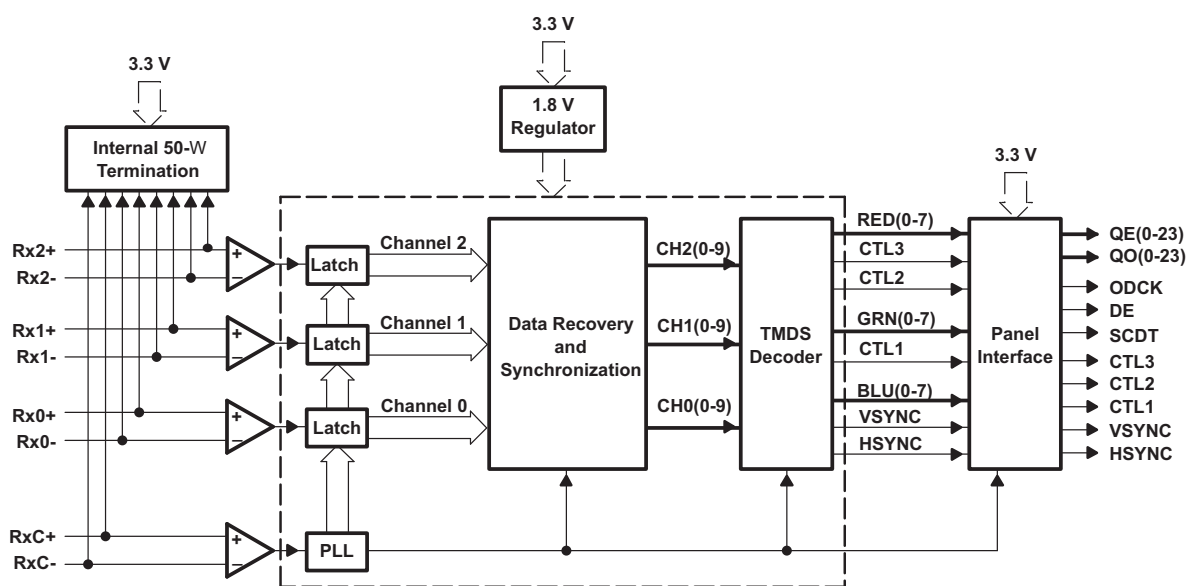 3.3 V
3.3 V
1.8 V
Regulator
Internal 50-W
Termination
3.3 V
Rx2+
Rx2-
Rx1+
Rx1-
Rx0+
Rx0-
RxC+
RxC-
+
−
+
−
+
−
+
−
Latch
Latch
Latch
PLL
Channel 2
Channel 1
Channel 0
Data Recovery
and
Synchronization
CH2(0-9)
CH1(0-9)
CH0(0-9)
TMDS
Decoder
RED(0-7)
CTL3
CTL2
GRN(0-7)
CTL1
BLU(0-7)
VSYNC
HSYNC
Panel
Interface
QE(0-23)
QO(0-23)
ODCK
DE
SCDT
CTL3
CTL2
CTL1
VSYNC
HSYNC